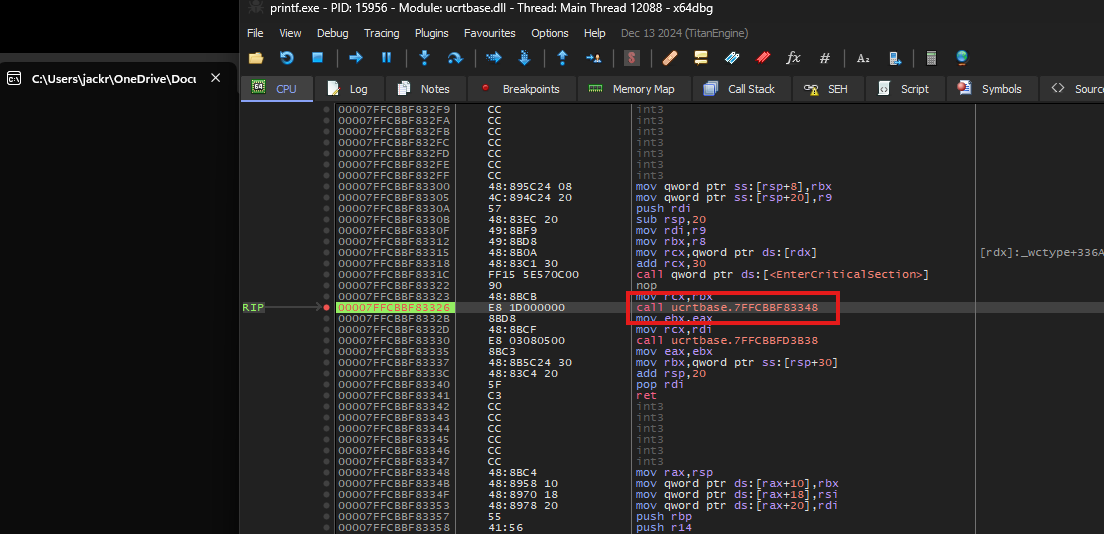 printf.exe - PID: 15956 - Module: ucrtbase.dll - Thread: Main Thread 12088 - x64dbg
File View Debug Tracing Plugins Favourites Options Help Dec 13 2024 (TitanEngine)
C:\Users\jackr\OneDrive\Docu
CPU Log Notes Breakpoints Memory Map Call Stack SEH Script Symbols Sourc
00007FFCBBF832F9 CC int3
00007FFCBBF832FA CC int3
00007FFCBBF832FB CC int3
00007FFCBBF832FC CC int3
00007FFCBBF832FD CC int3
00007FFCBBF832FE CC int3
00007FFCBBF832FF CC int3
00007FFCBBF83300 48:895C24 08 mov qword ptr ss:[rsp+8],rbx
00007FFCBBF83305 4C:894C24 20 mov qword ptr ss:[rsp+20],r9
00007FFCBBF8330A 57 push rdi
00007FFCBBF8330B 48:83EC 20 sub rsp,20
00007FFCBBF8330F 49:8BF9 mov rdi,r9
00007FFCBBF83312 49:8BD8 mov rbx,r8
00007FFCBBF83315 48:8B0A mov rcx,qword ptr ds:[rdx] [rdx]:_wctype+336A
00007FFCBBF83318 48:83C1 30 add rcx,30
00007FFCBBF8331C FF15 5E570C00 call qword ptr ds:[<EnterCriticalSection>]
00007FFCBBF83322 90 nop
00007FFCBBF83323 48:8BCB mov rcx,rbx
RIP 00007FFCBBF83326 E8 1D000000 call ucrtbase.7FFCBBF83348
00007FFCBBF8332B 8BD8 mov ebx,eax
00007FFCBBF8332D 48:8BCF mov rcx,rdi
00007FFCBBF83330 E8 03080500 call ucrtbase.7FFCBBFD3B38
00007FFCBBF83335 8BC3 mov eax,ebx
00007FFCBBF83337 48:8B5C24 30 mov rbx,qword ptr ss:[rsp+30]
00007FFCBBF8333C 48:83C4 20 add rsp,20
00007FFCBBF83340 5F pop rdi
00007FFCBBF83341 C3 ret
00007FFCBBF83342 CC int3
00007FFCBBF83343 CC int3
00007FFCBBF83344 CC int3
00007FFCBBF83345 CC int3
00007FFCBBF83346 CC int3
00007FFCBBF83347 CC int3
00007FFCBBF83348 48:8BC4 mov rax,rsp
00007FFCBBF8334B 48:8958 10 mov qword ptr ds:[rax+10],rbx
00007FFCBBF8334F 48:8970 18 mov qword ptr ds:[rax+18],rsi
00007FFCBBF83353 48:8978 20 mov qword ptr ds:[rax+20],rdi
00007FFCBBF83357 55 push rbp
00007FFCBBF83358 41:56 push r14